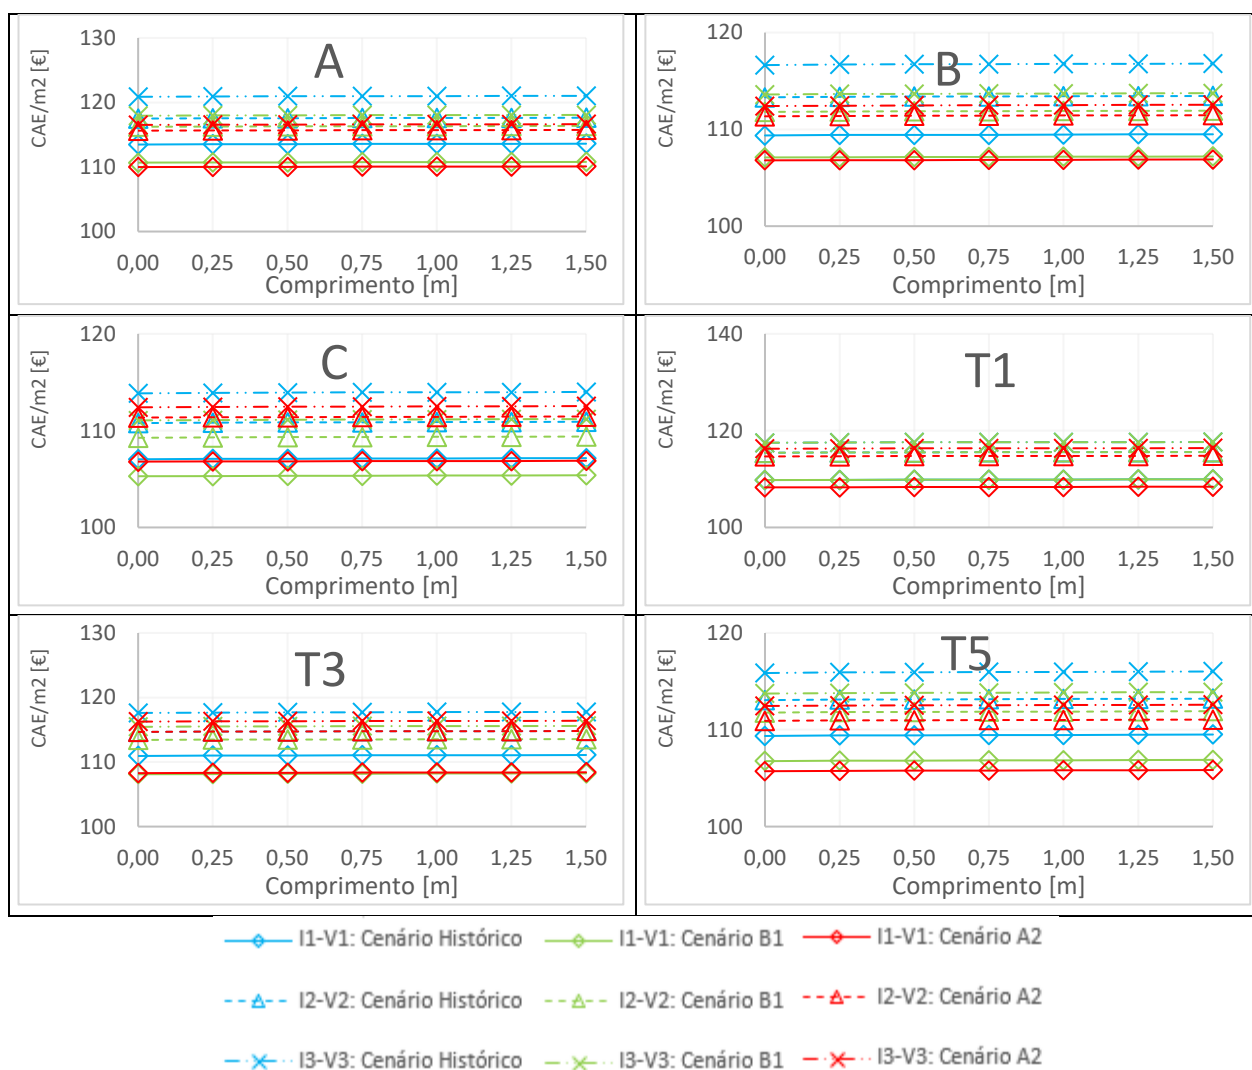 A
CAE/m2 [€]
130
120
110
100
0,00 0,25 0,50 0,75 1,00 1,25 1,50
Comprimento [m]
B
CAE/m2 [€]
120
110
100
0,00 0,25 0,50 0,75 1,00 1,25 1,50
Comprimento [m]
C
CAE/m2 [€]
120
110
100
0,00 0,25 0,50 0,75 1,00 1,25 1,50
Comprimento [m]
T1
CAE/m2 [€]
140
120
100
0,00 0,25 0,50 0,75 1,00 1,25 1,50
Comprimento [m]
T3
CAE/m2 [€]
130
120
110
100
0,00 0,25 0,50 0,75 1,00 1,25 1,50
Comprimento [m]
T5
CAE/m2 [€]
120
110
100
0,00 0,25 0,50 0,75 1,00 1,25 1,50
Comprimento [m]
I1-V1: Cenário Histórico I1-V1: Cenário B1 I1-V1: Cenário A2
I2-V2: Cenário Histórico I2-V2: Cenário B1 I2-V2: Cenário A2
I3-V3: Cenário Histórico I3-V3: Cenário B1 I3-V3: Cenário A2